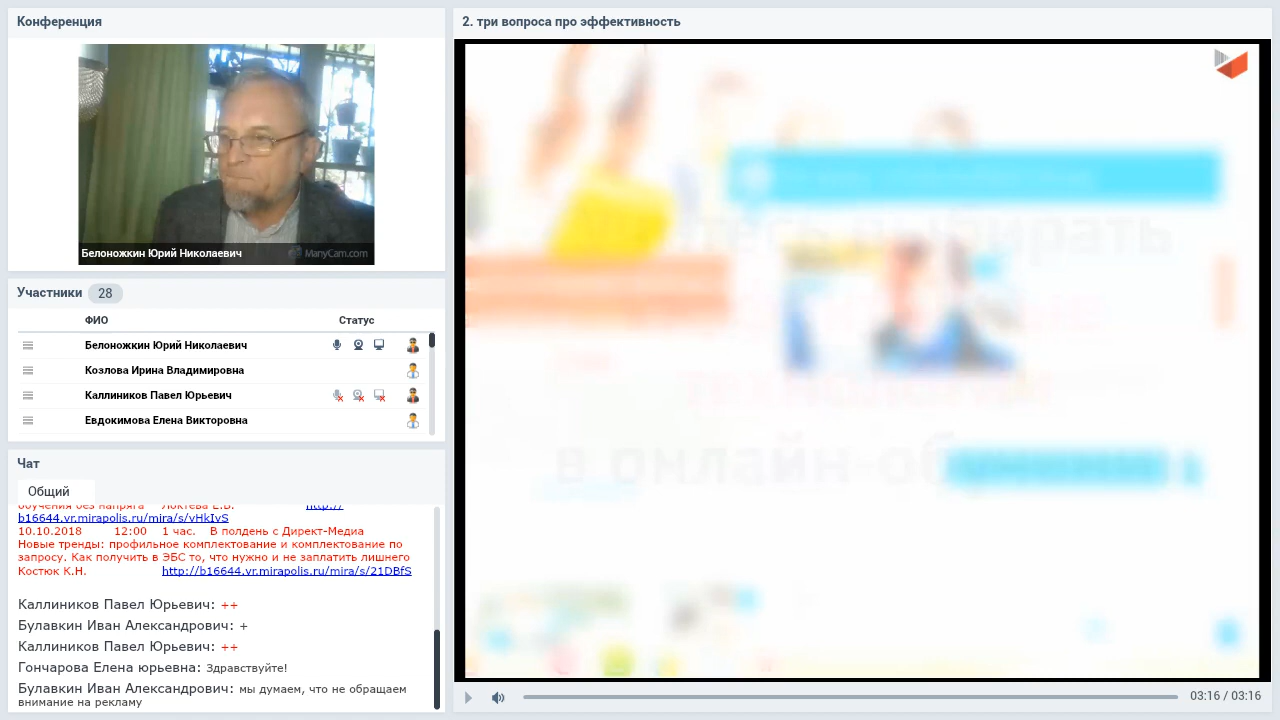 Конференция
Белоножкин Юрий Николаевич
ManyCam.com
Участники 28
ФИО Статус
Белоножкин Юрий Николаевич
Козлова Ирина Владимировна
Каллиников Павел Юрьевич
Евдокимова Елена Викторовна
Чат
Общий
обучения без напряга Локтева Е.В. http://
b16644.vr.mirapolis.ru/mira/s/vHkIvS
10.10.2018 12:00 1 час. В полдень с Директ-Медиа
Новые тренды: профильное комплектование и комплектование по
запросу. Как получить в ЭБС то, что нужно и не заплатить лишнего
Костюк К.Н. http://b16644.vr.mirapolis.ru/mira/s/21DBfS
Каллиников Павел Юрьевич: ++
Булавкин Иван Александрович: +
Каллиников Павел Юрьевич: ++
Гончарова Елена юрьевна: Здравствуйте!
Булавкин Иван Александрович: мы думаем, что не обращаем
внимание на рекламу
2. три вопроса про эффективность
в онлайн-об
03:16 / 03:16